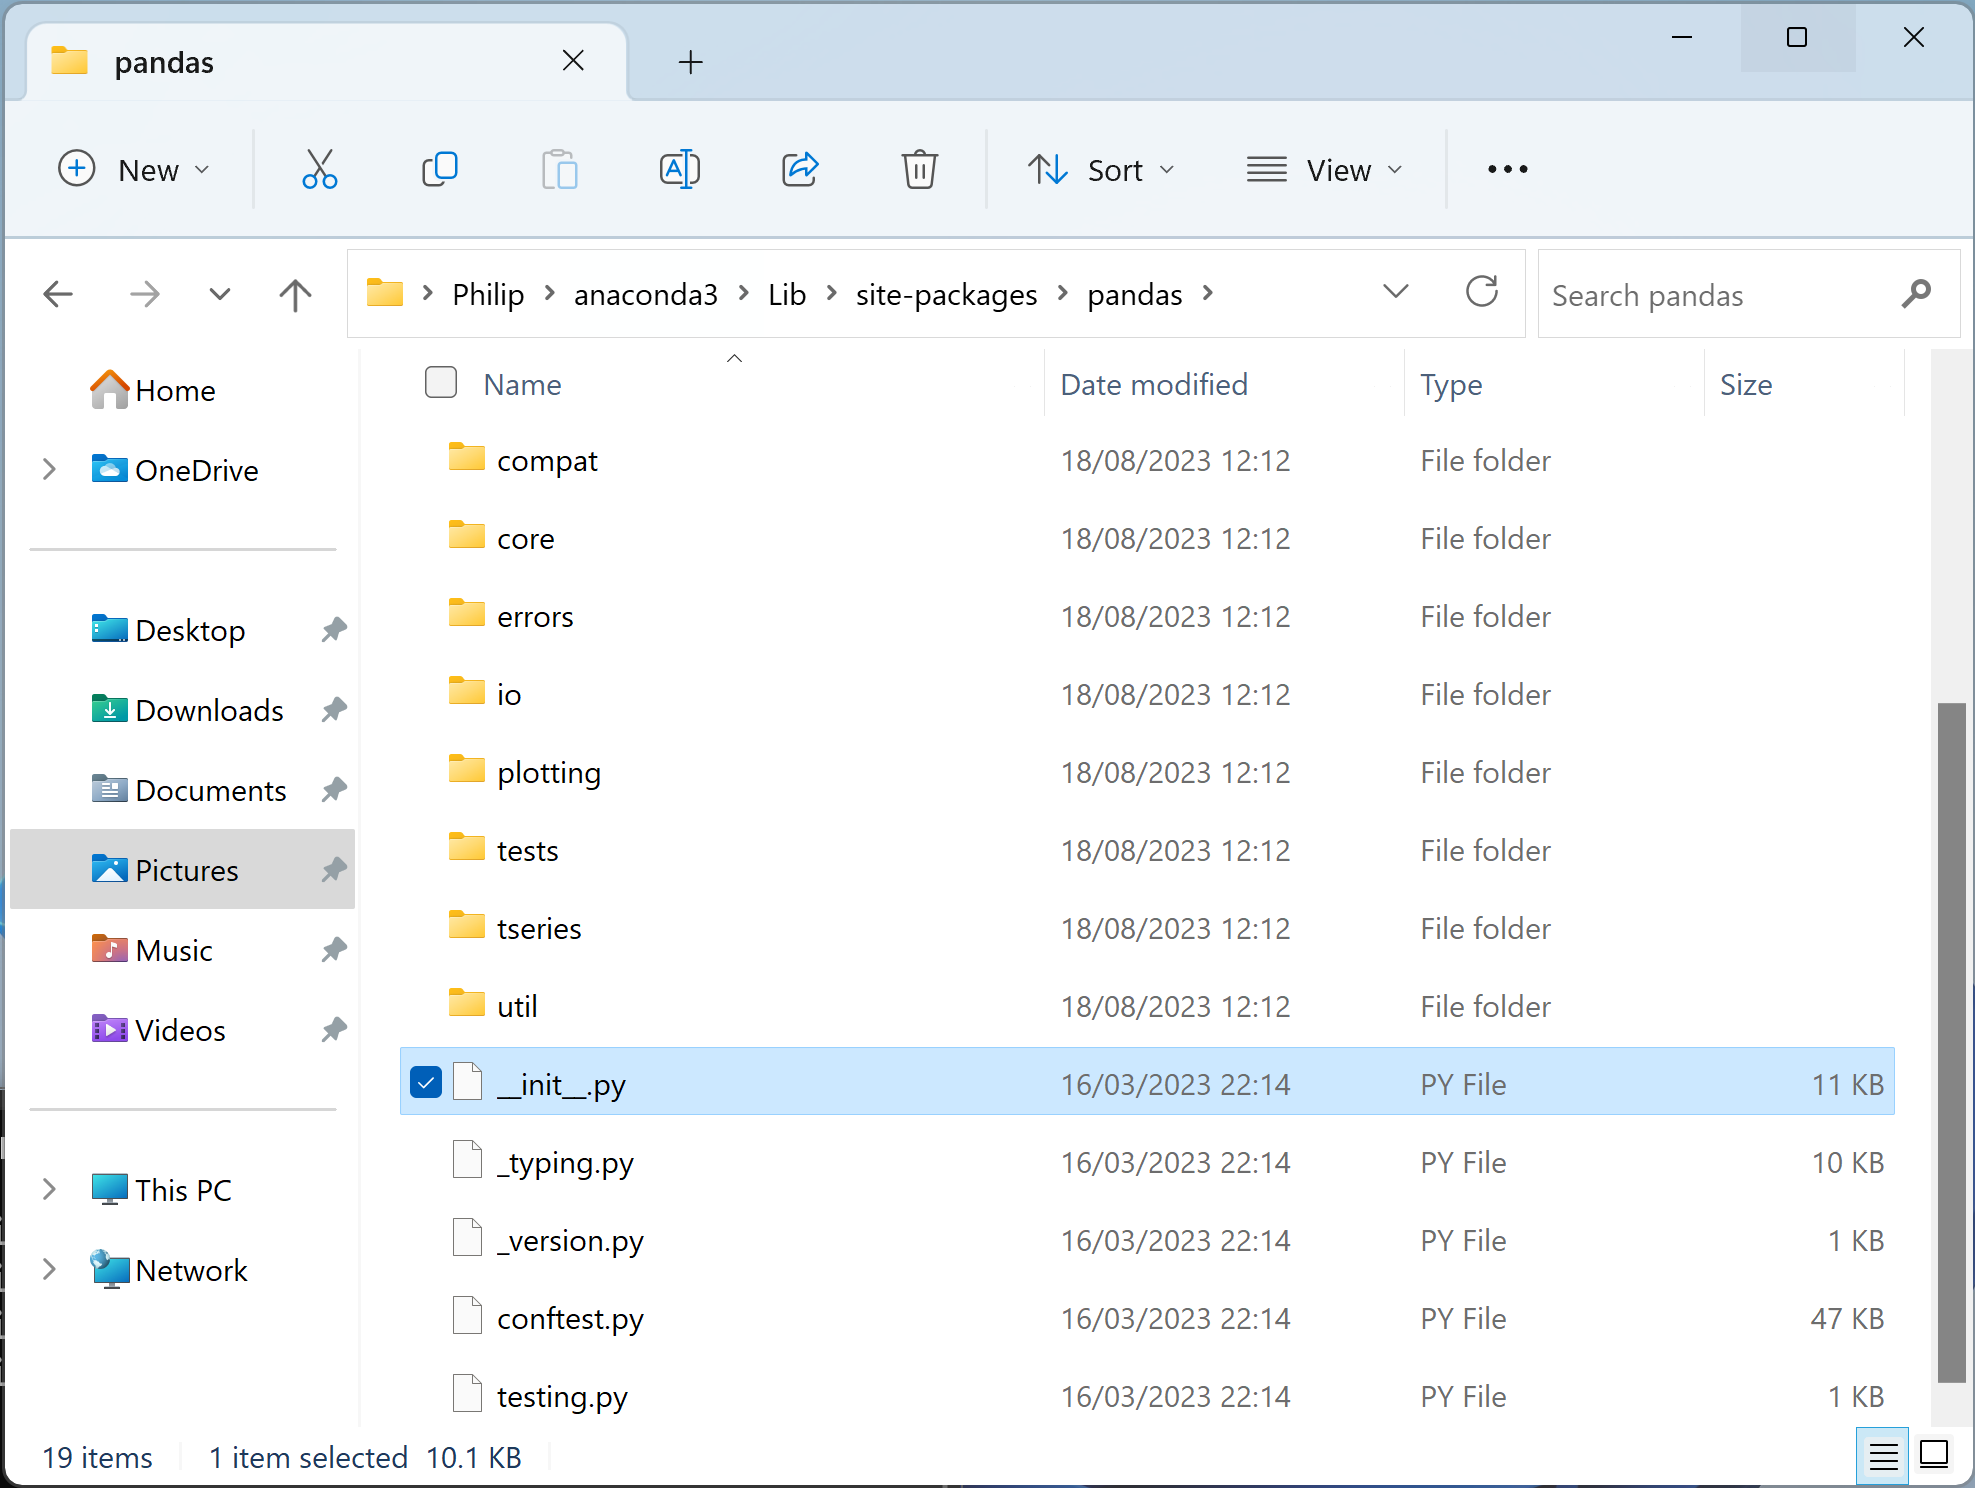 pandas
New
Sort
View
Philip > anaconda3 > Lib > site-packages > pandas >
Search pandas
Home
OneDrive
Desktop
Downloads
Documents
Pictures
Music
Videos
This PC
Network
Name Date modified Type Size
compat 18/08/2023 12:12 File folder
core 18/08/2023 12:12 File folder
errors 18/08/2023 12:12 File folder
io 18/08/2023 12:12 File folder
plotting 18/08/2023 12:12 File folder
tests 18/08/2023 12:12 File folder
tseries 18/08/2023 12:12 File folder
util 18/08/2023 12:12 File folder
__init__.py 16/03/2023 22:14 PY File 11 KB
_typing.py 16/03/2023 22:14 PY File 10 KB
_version.py 16/03/2023 22:14 PY File 1 KB
conftest.py 16/03/2023 22:14 PY File 47 KB
testing.py 16/03/2023 22:14 PY File 1 KB
19 items 1 item selected 10.1 KB